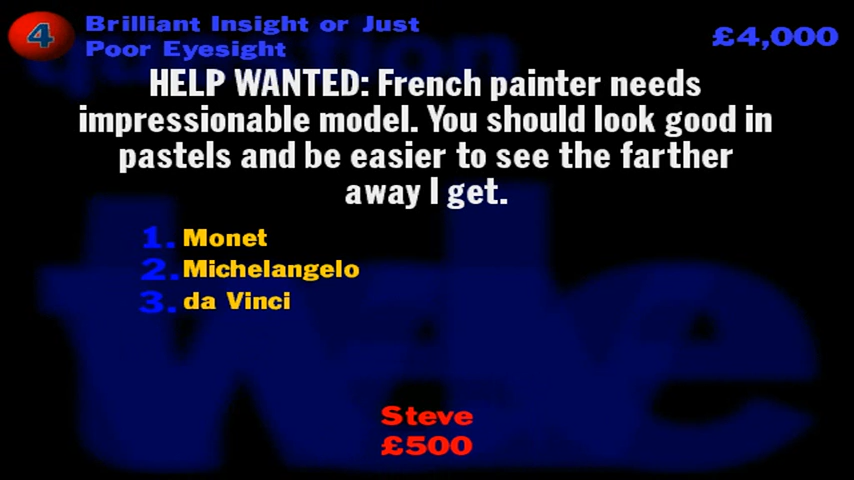 4
Brilliant Insight or Just
Poor Eyesight
£4,000
HELP WANTED: French painter needs
impressionable model. You should look good in
pastels and be easier to see the farther
away I get.
1. Monet
2. Michelangelo
3. da Vinci
Steve
£500